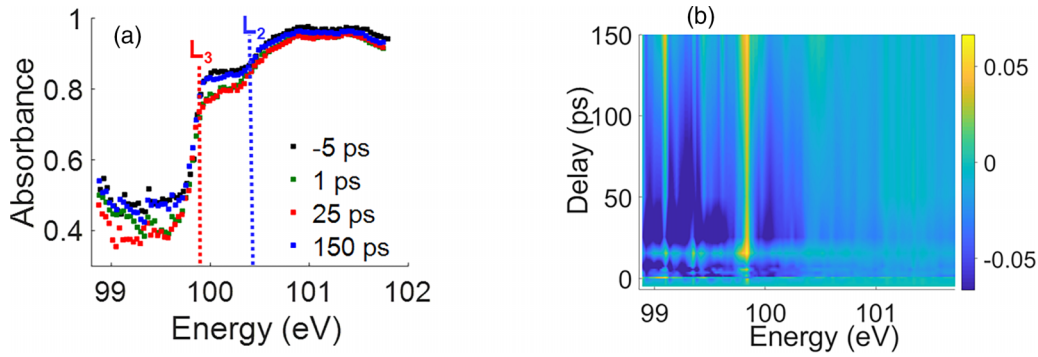 (a)
L3
L2
1
0.8
0.6
0.4
Absorbance
-5 ps
1 ps
25 ps
150 ps
99
100
101
102
Energy (eV)
(b)
150
100
50
0
Delay (ps)
99
100
101
Energy (eV)
0.05
0
-0.05